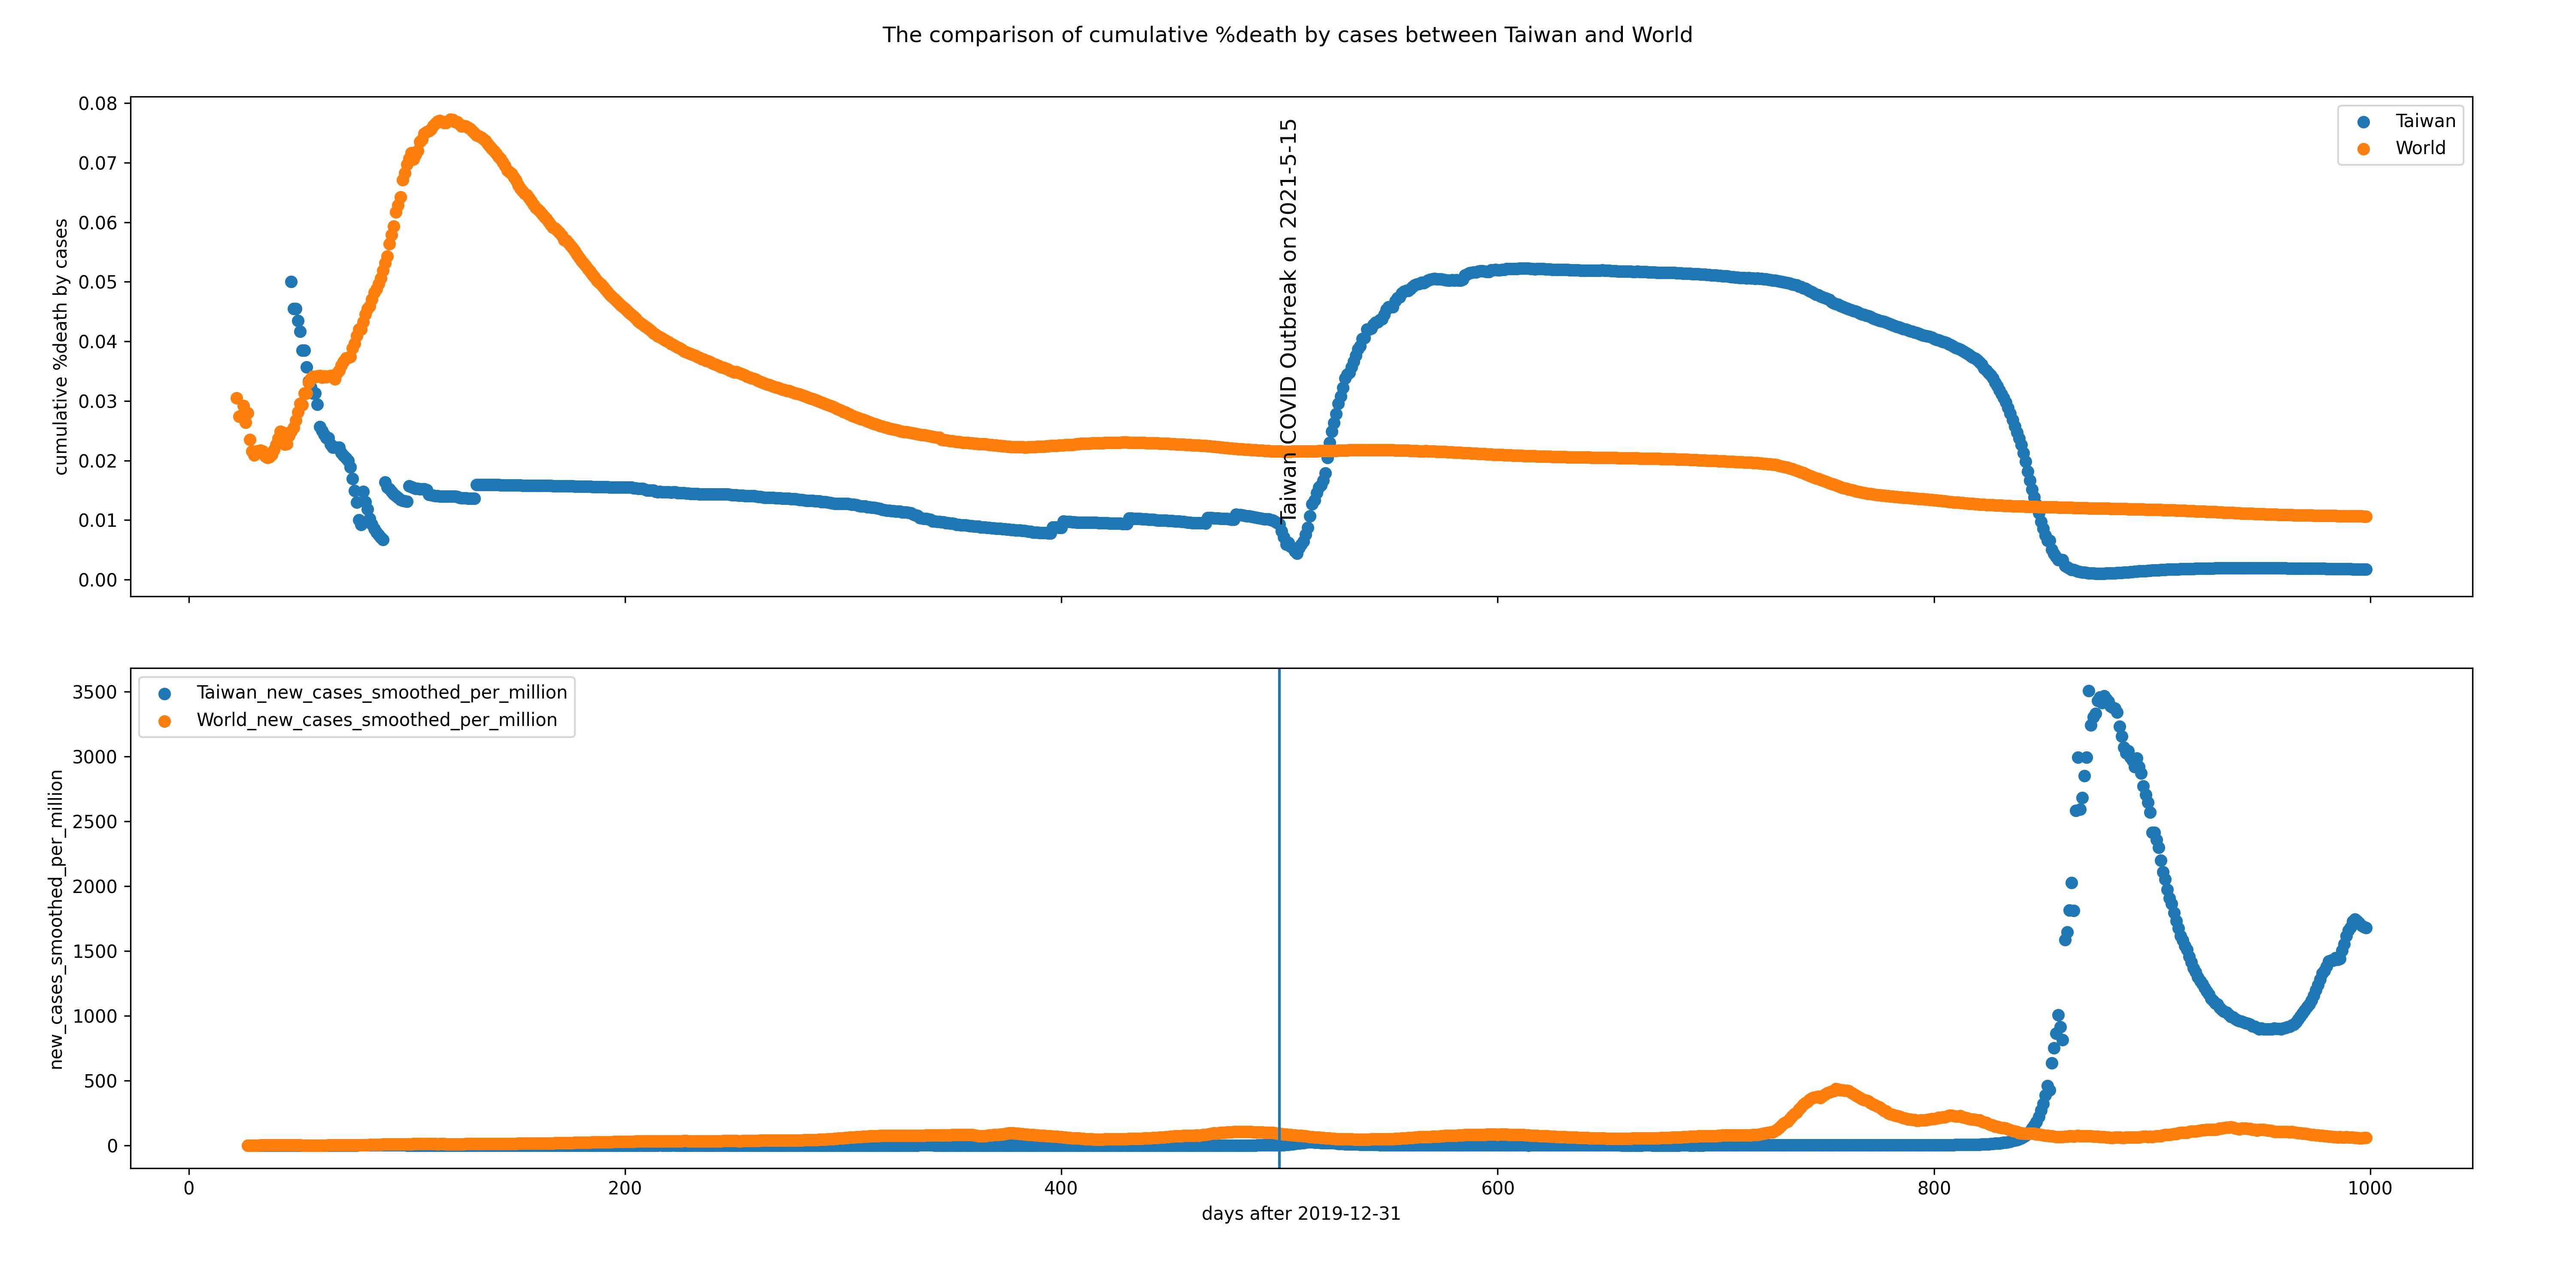 The comparison of cumulative %death by cases between Taiwan and World
cumulative %death by cases
0.08
0.07
0.06
0.05
0.04
0.03
0.02
0.01
0.00
Taiwan COVID Outbreak on 2021-5-15
Taiwan
World
new_cases_smoothed_per_million
3500
3000
2500
2000
1500
1000
500
0
Taiwan_new_cases_smoothed_per_million
World_new_cases_smoothed_per_million
0 200 400 600 800 1000
days after 2019-12-31